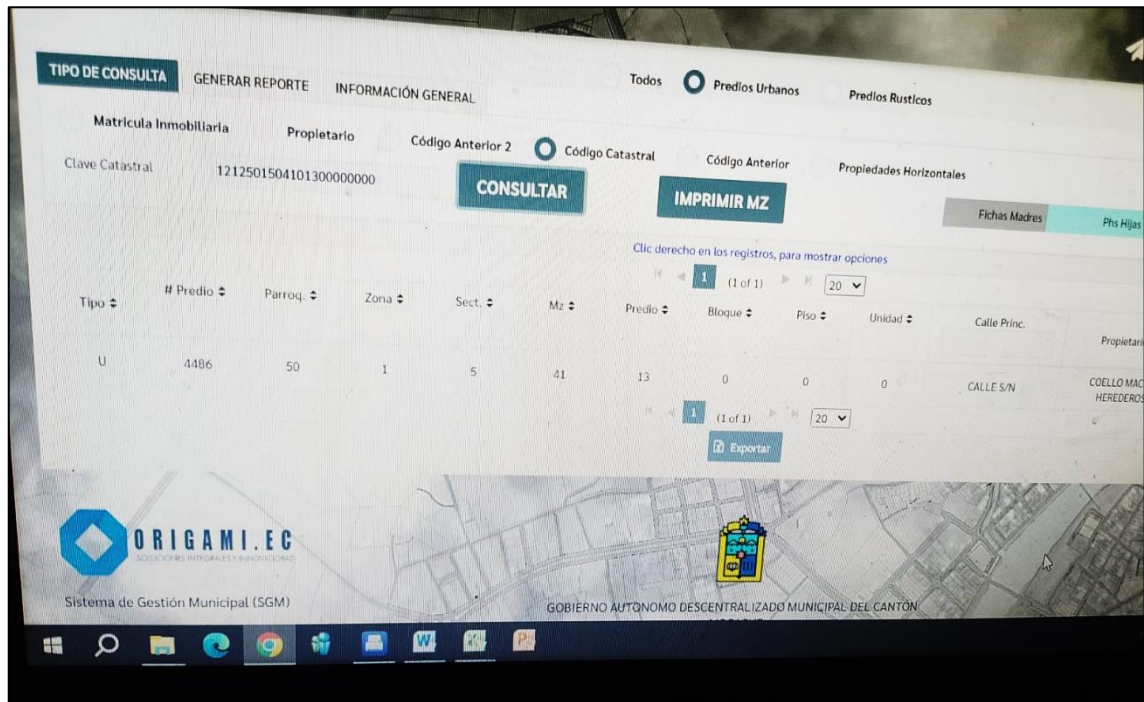 Todos Predios Urbanos Predios Rusticos
TIPO DE CONSULTA GENERAR REPORTE INFORMACIÓN GENERAL
Matricula Inmobiliaria Propietario Código Anterior 2 Código Catastral Código Anterior Propiedades Horizontales
Clave Catastral 1212501504101300000000 CONSULTAR IMPRIMIR MZ
Fichas Madres Phs Hijas
Clic derecho en los registros, para mostrar opciones
1 (1 of 1) 20
Tipo # Predio Parroq. Zona Sect. Mz Predio Bloque Piso Unidad Calle Princ.
U 4486 50 1 5 41 13 0 0 0 CALLE S/N COELLO MAC
HEREDEROS
1 (1 of 1) 20
Exportar
ORIGAMI.EC
SOLUCIONES INTEGRALES Y INNOVADORAS
Sistema de Gestión Municipal (SGM)
GOBIERNO AUTONOMO DESCENTRALIZADO MUNICIPAL DEL CANTÓN